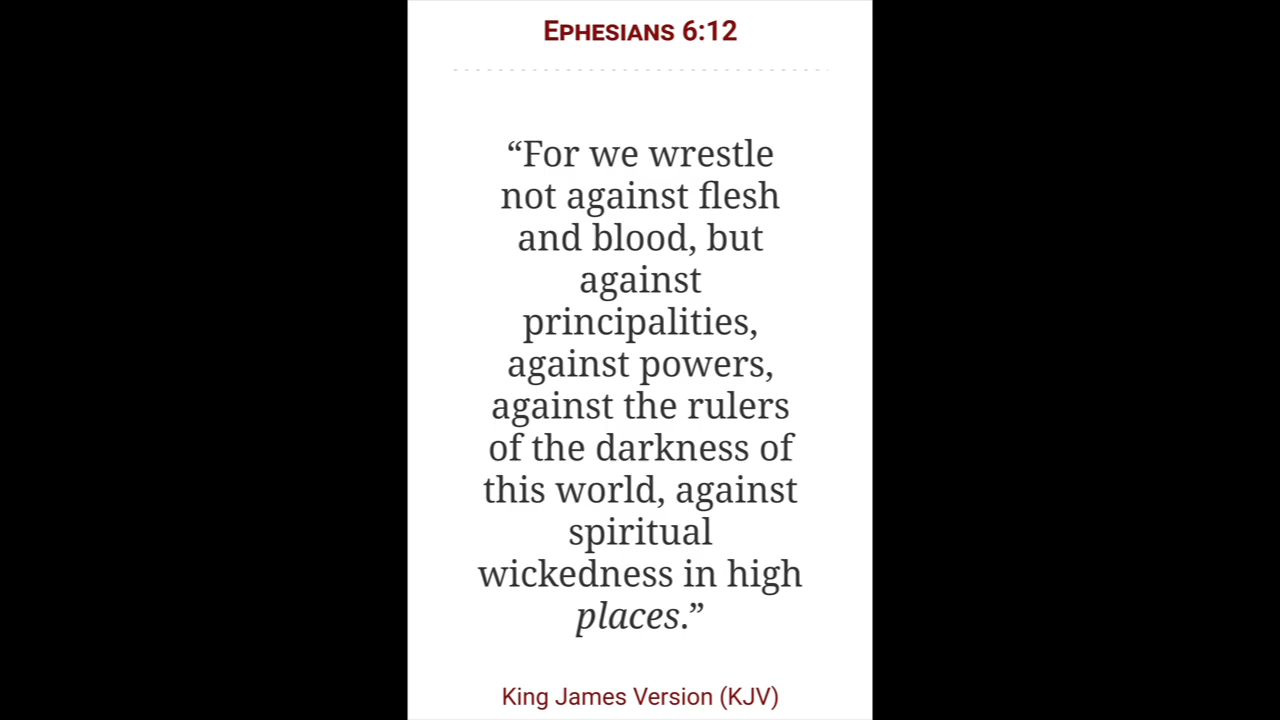 Ephesians 6:12
“For we wrestle
not against flesh
and blood, but
against
principalities,
against powers,
against the rulers
of the darkness of
this world, against
spiritual
wickedness in high
places.”
King James Version (KJV)